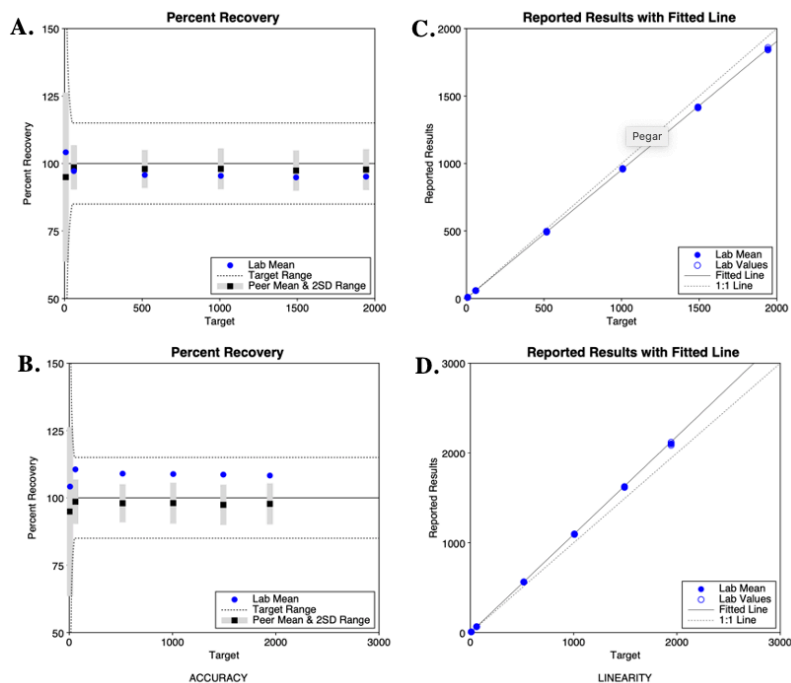 A.
Percent Recovery
150
125
100
75
50
Percent Recovery
0
500
1000
1500
2000
Target
Lab Mean
Target Range
Peer Mean & 2SD Range
C.
Reported Results with Fitted Line
2000
1500
1000
500
0
Reported Results
Pegar
0
500
1000
1500
2000
Target
Lab Mean
Lab Values
Fitted Line
1:1 Line
B.
Percent Recovery
150
125
100
75
50
Percent Recovery
0
1000
2000
3000
Target
Lab Mean
Target Range
Peer Mean & 2SD Range
ACCURACY
D.
Reported Results with Fitted Line
3000
2000
1000
0
Reported Results
0
1000
2000
3000
Target
Lab Mean
Lab Values
Fitted Line
1:1 Line
LINEARITY